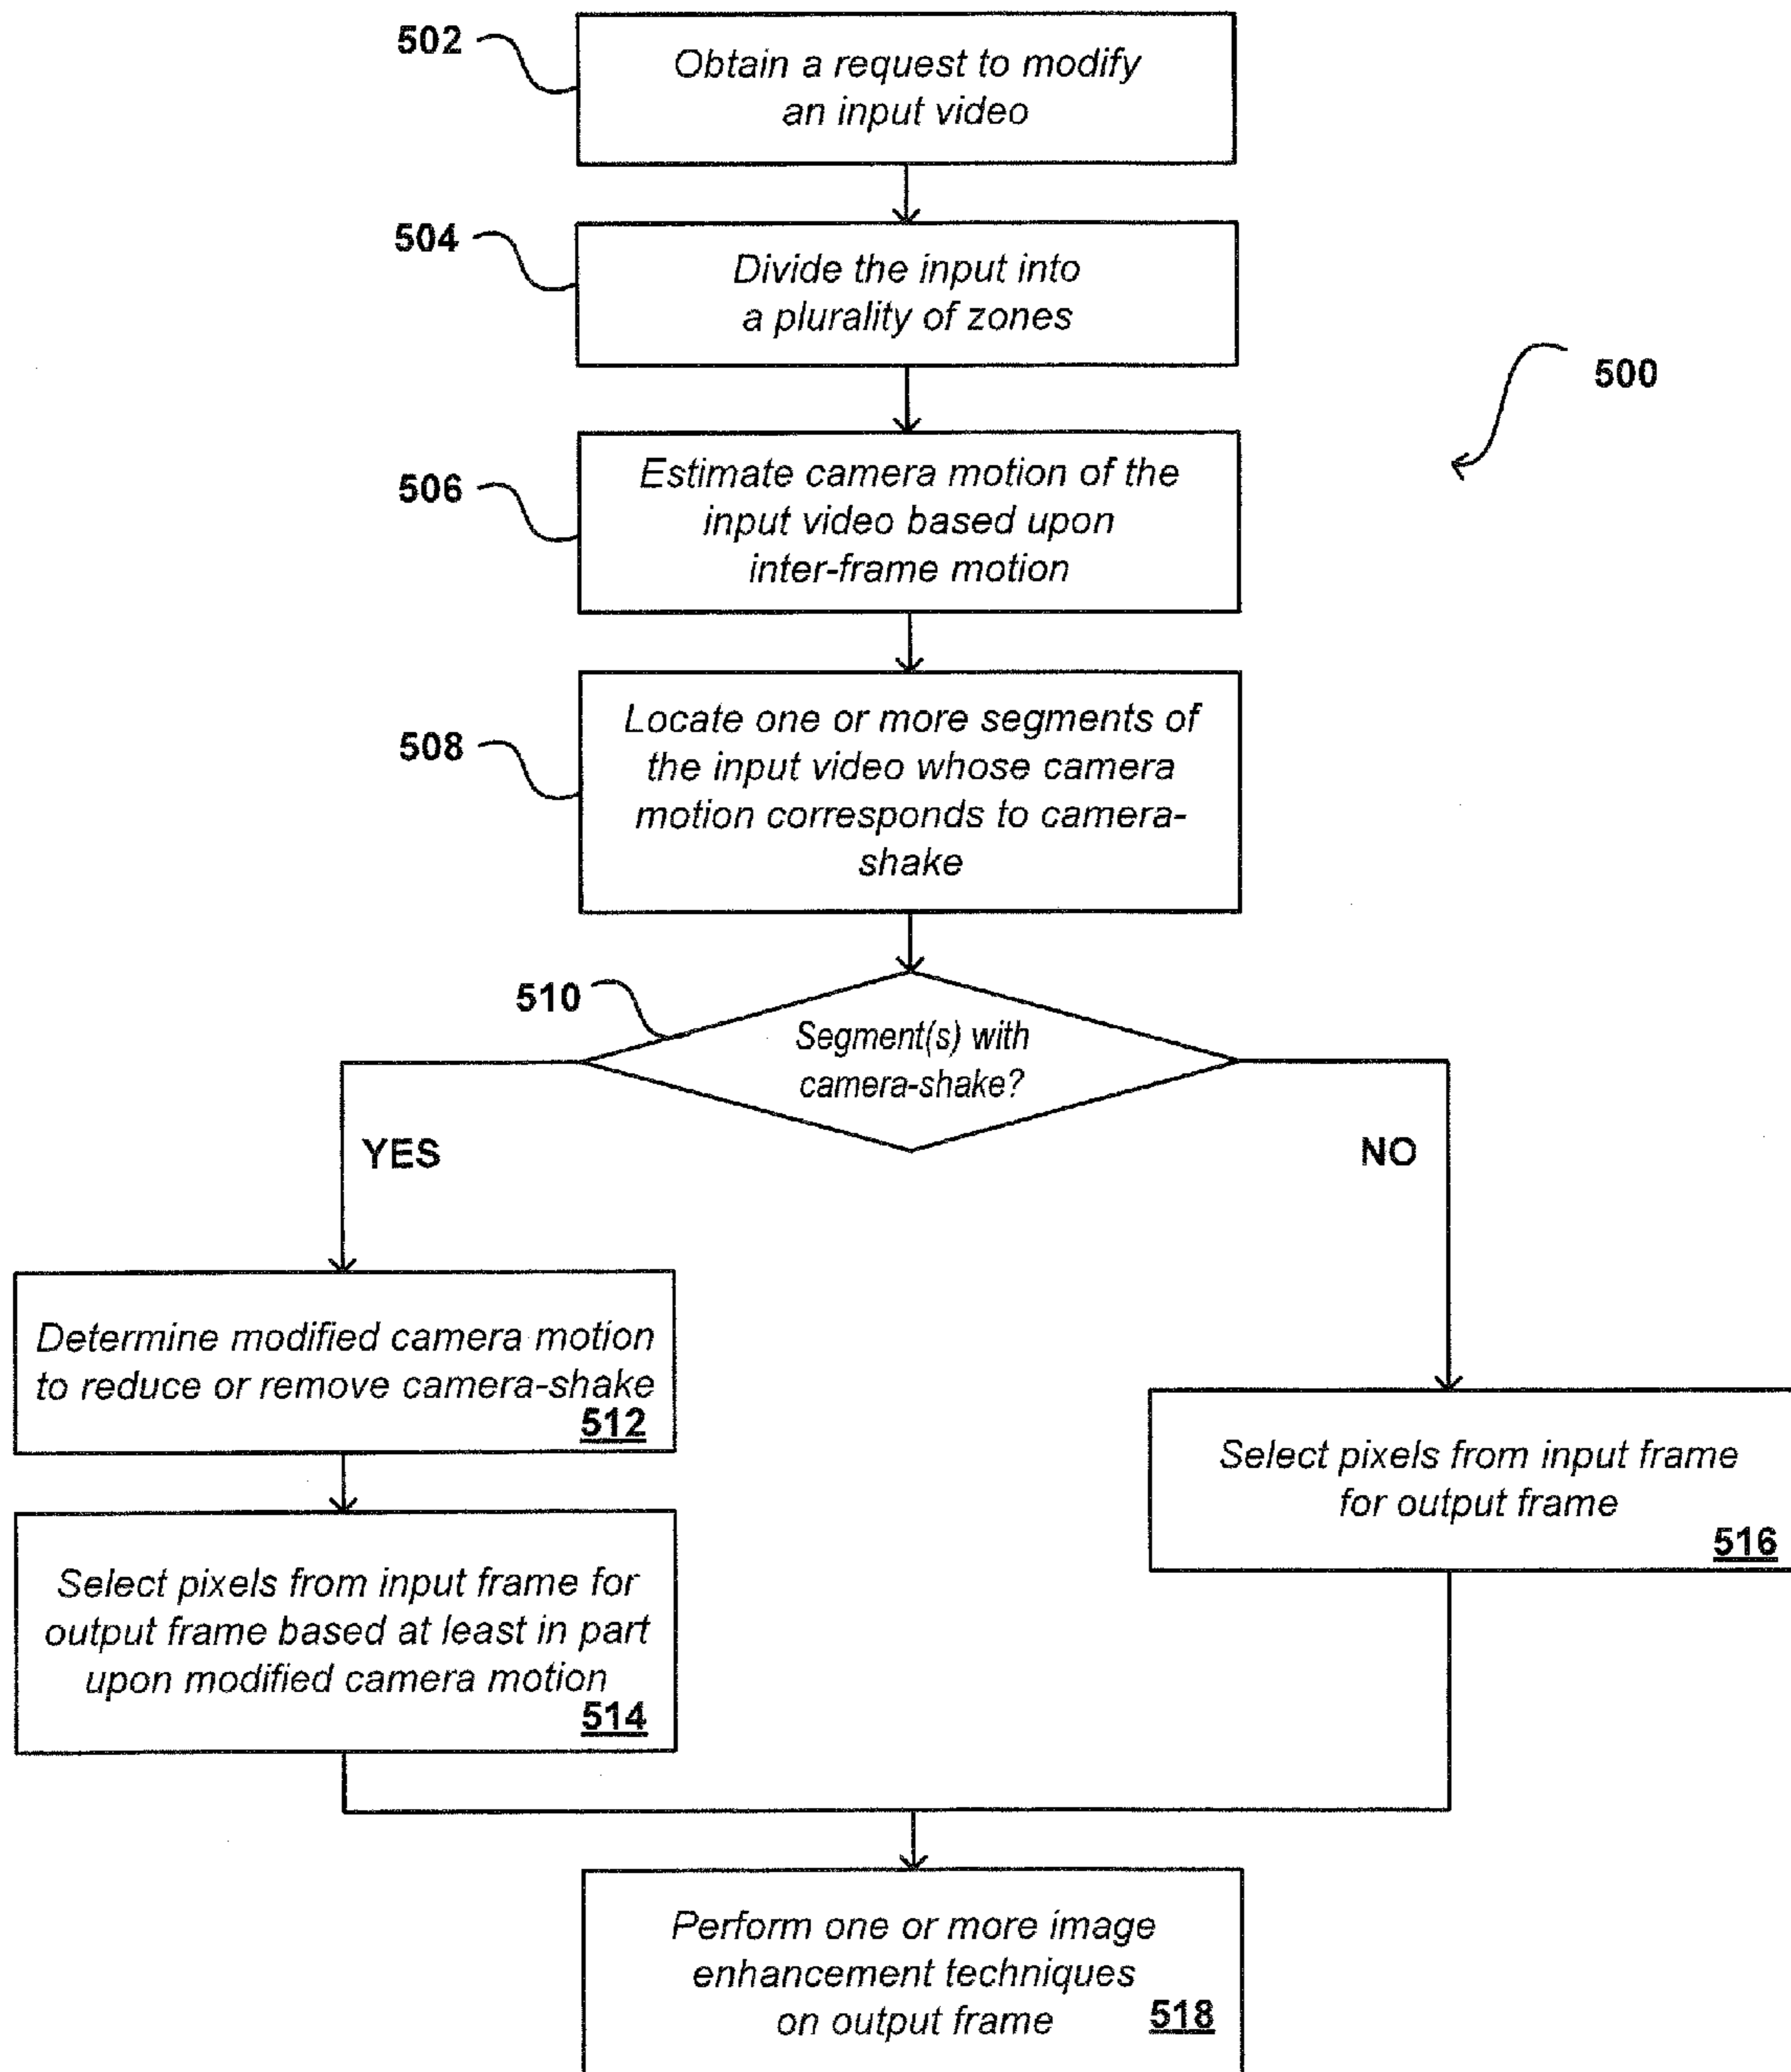 502
Obtain a request to modify
an input video
504
Divide the input into
a plurality of zones
500
506
Estimate camera motion of the
input video based upon
inter-frame motion
508
Locate one or more segments of
the input video whose camera
motion corresponds to camera-
shake
510
Segment(s) with
camera-shake?
YES
NO
Determine modified camera motion
to reduce or remove camera-shake
512
Select pixels from input frame
for output frame
516
Select pixels from input frame for
output frame based at least in part
upon modified camera motion
514
Perform one or more image
enhancement techniques
on output frame
518